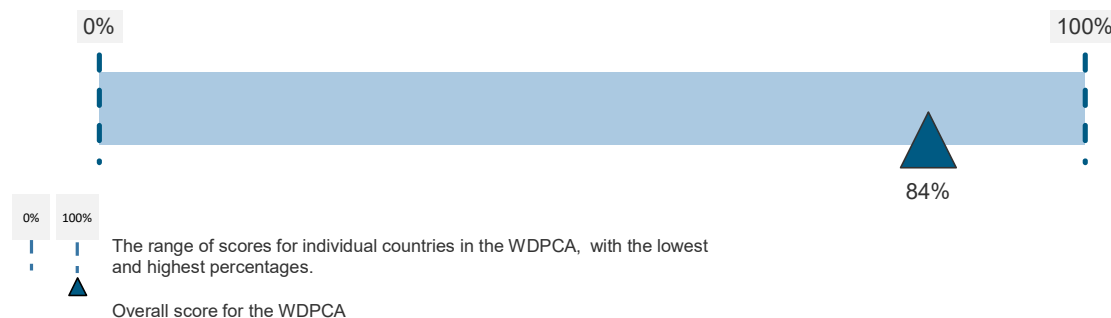 0%
100%
84%
0%
100%
The range of scores for individual countries in the WDPCA, with the lowest
and highest percentages.
Overall score for the WDPCA